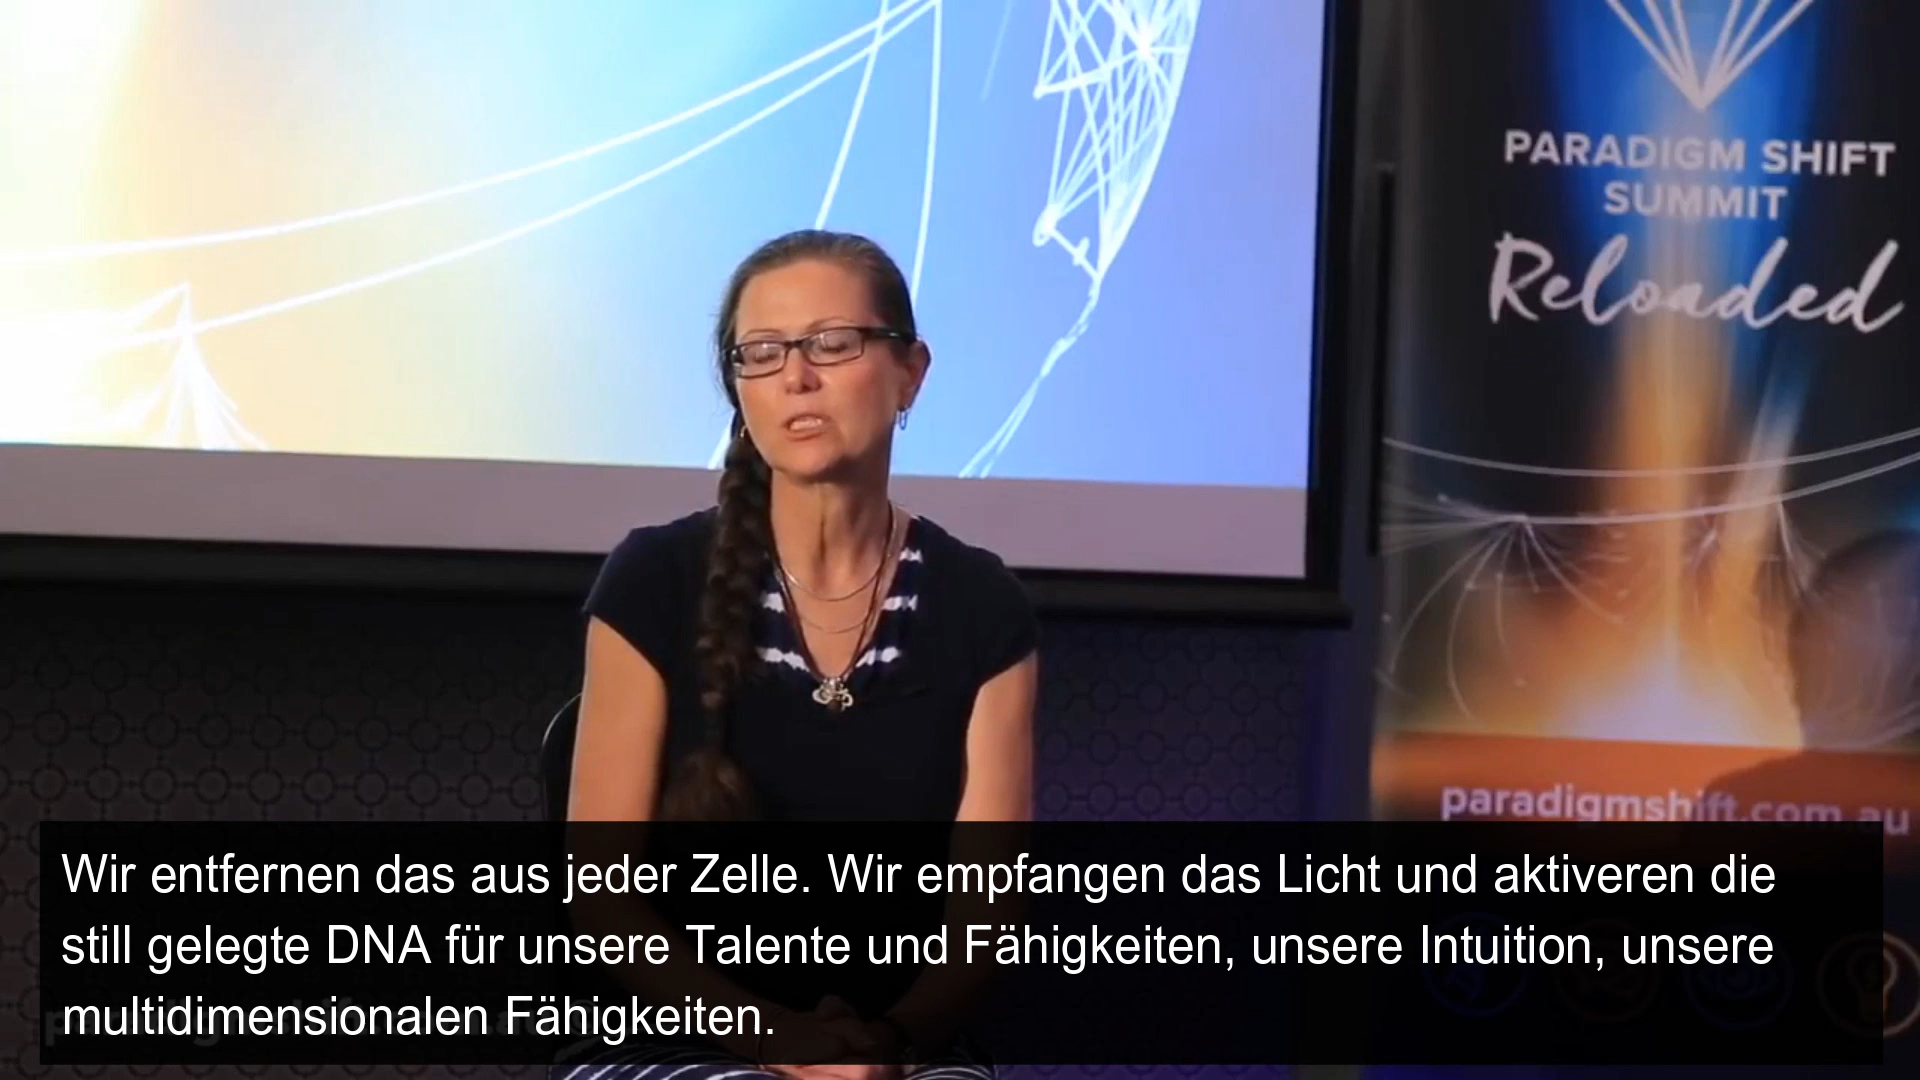 PARADIGM SHIFT
SUMMIT
Reloaded
paradigmshift.com.au
Wir entfernen das aus jeder Zelle. Wir empfangen das Licht und aktiveren die
still gelegte DNA für unsere Talente und Fähigkeiten, unsere Intuition, unsere
multidimensionalen Fähigkeiten.